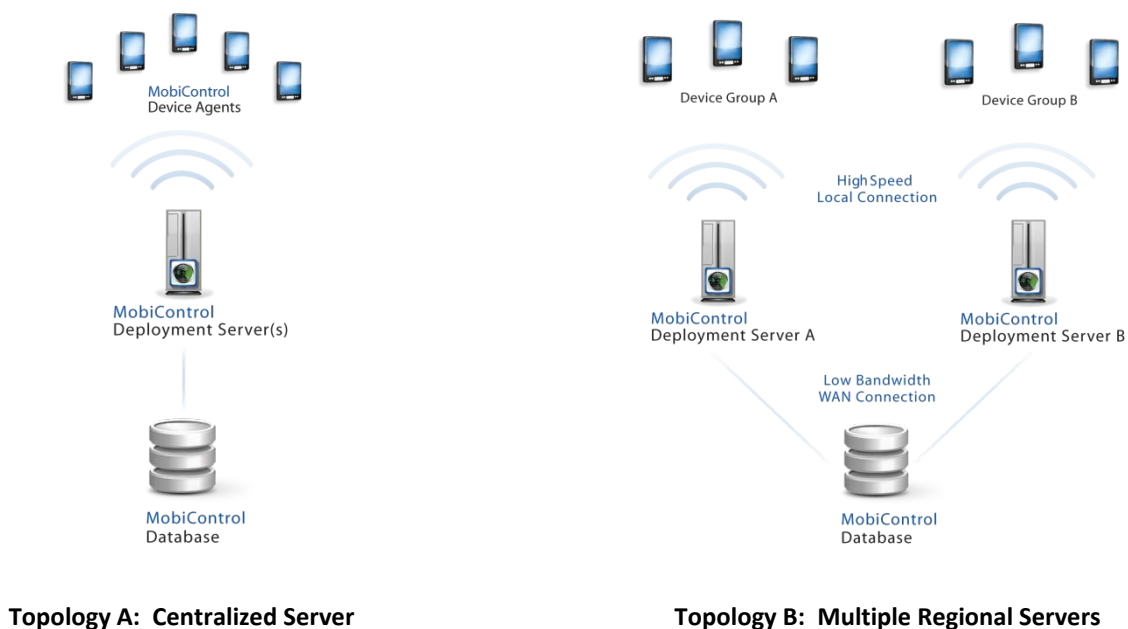 MobiControl
Device Agents
MobiControl
Deployment Server(s)
MobiControl
Database
Topology A: Centralized Server
Device Group A
Device Group B
High Speed
Local Connection
MobiControl
Deployment Server A
MobiControl
Deployment Server B
Low Bandwidth
WAN Connection
MobiControl
Database
Topology B: Multiple Regional Servers